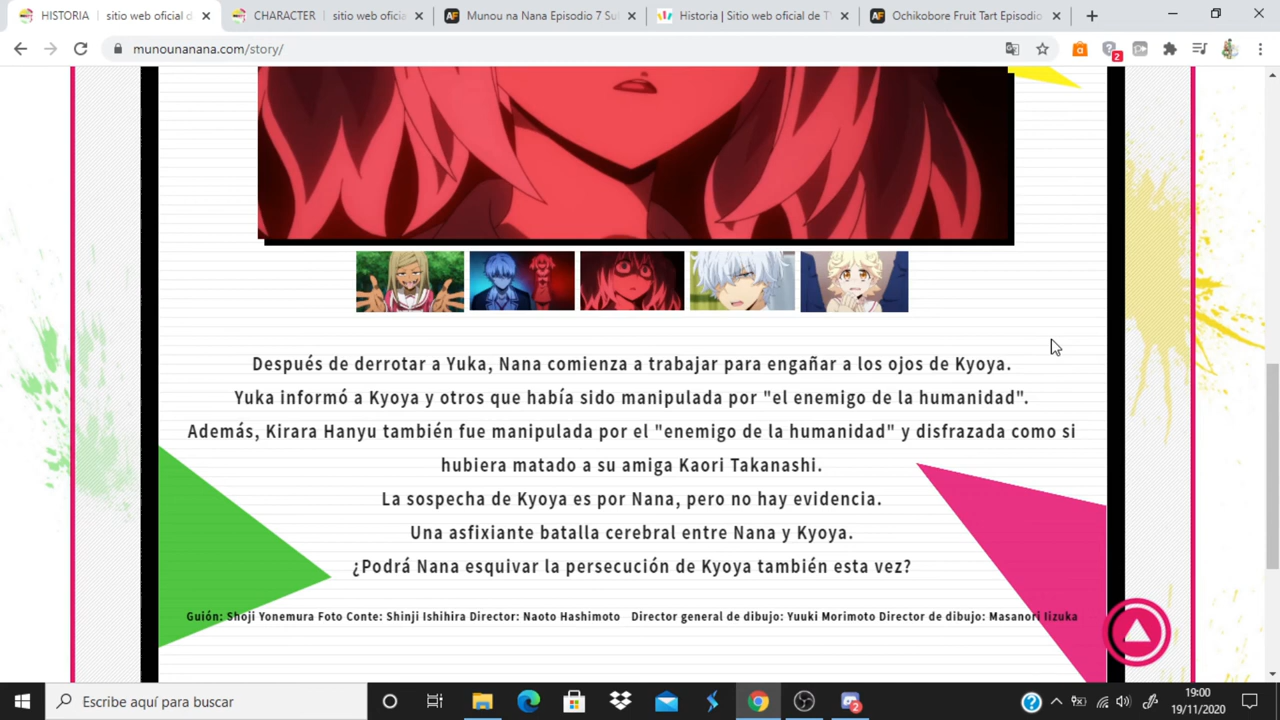 HISTORIA | sitio web oficial d
CHARACTER | sitio web oficia
Munou na Nana Episodio 7 Sub
Historia | Sitio web oficial de T
Ochikobore Fruit Tart Episodio
munounanana.com/story/
2
Después de derrotar a Yuka, Nana comienza a trabajar para engañar a los ojos de Kyoya.
Yuka informó a Kyoya y otros que había sido manipulada por "el enemigo de la humanidad".
Además, Kirara Hanyu también fue manipulada por el "enemigo de la humanidad" y disfrazada como si
hubiera matado a su amiga Kaori Takanashi.
La sospecha de Kyoya es por Nana, pero no hay evidencia.
Una asfixiante batalla cerebral entre Nana y Kyoya.
¿Podrá Nana esquivar la persecución de Kyoya también esta vez?
Guión: Shoji Yonemura Foto Conte: Shinji Ishihira Director: Naoto Hashimoto Director general de dibujo: Yuuki Morimoto Director de dibujo: Masanori Iizuka
Escribe aquí para buscar
2
19:00
19/11/2020